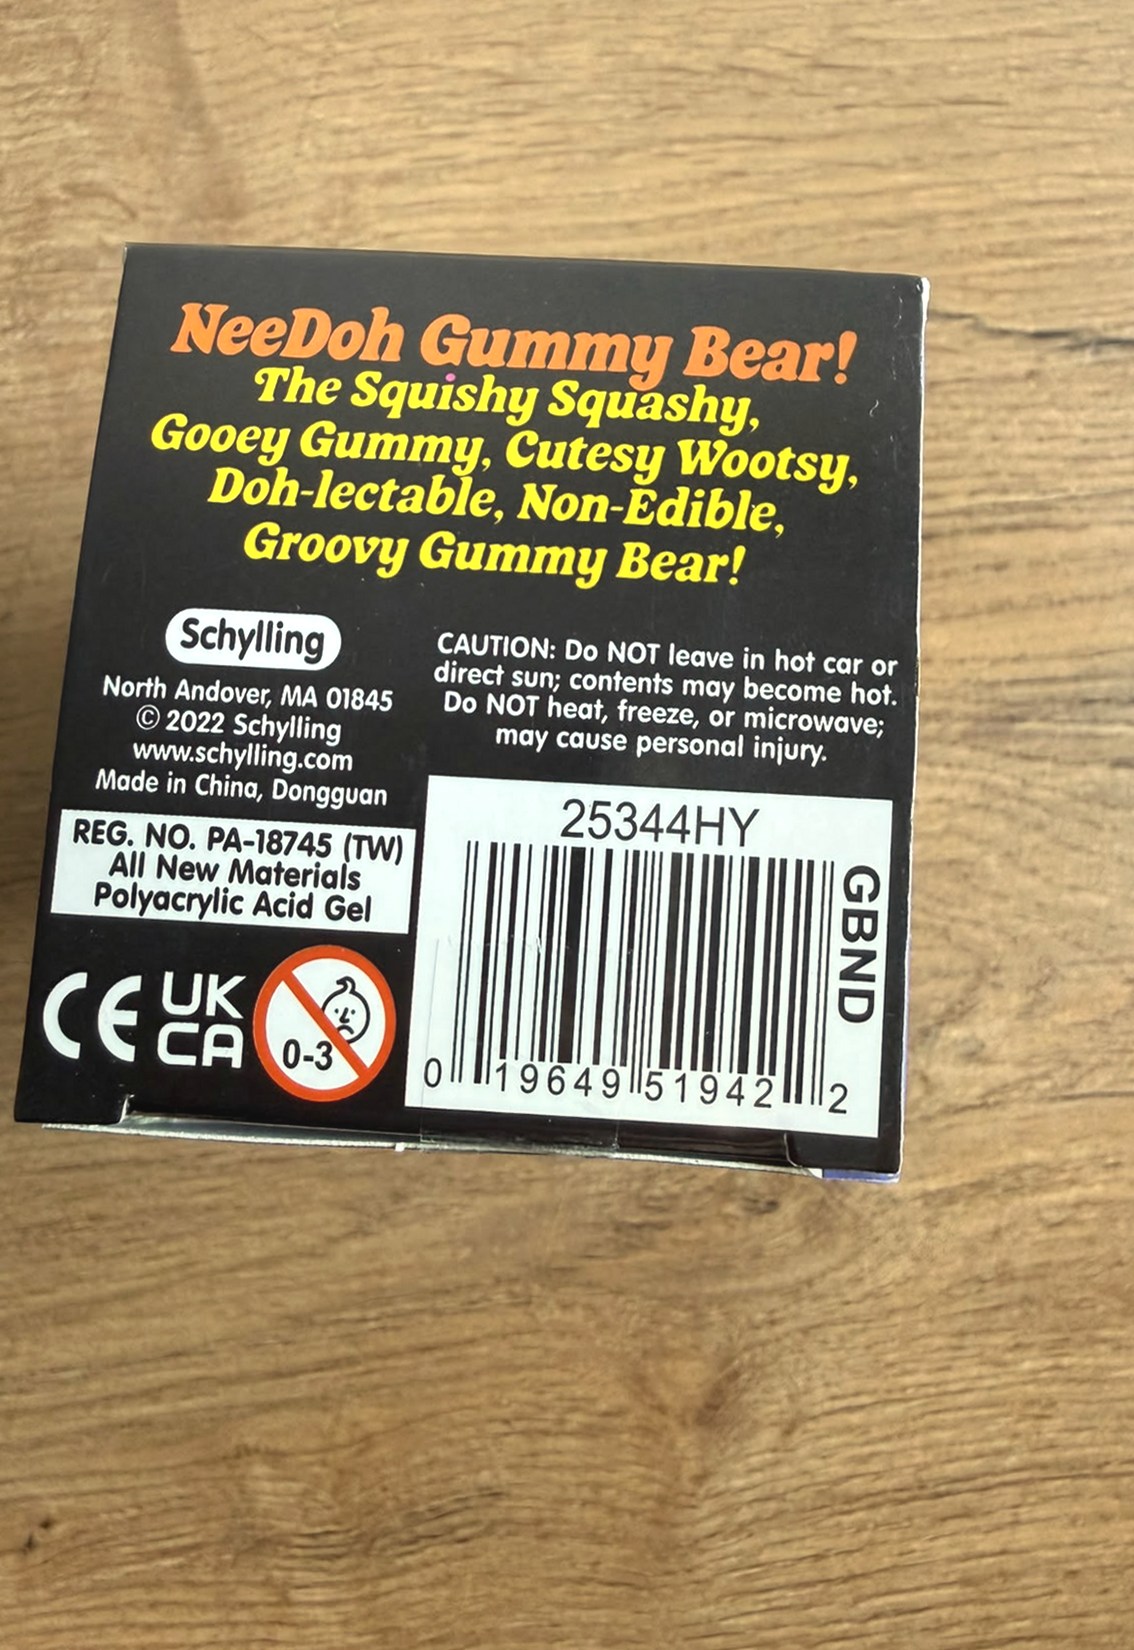 NeeDoh Gummy Bear!
The Squishy Squashy,
Gooey Gummy, Cutesy Wootsy,
Doh-lectable, Non-Edible,
Groovy Gummy Bear!
Schylling
North Andover, MA 01845
© 2022 Schylling
www.schylling.com
Made in China, Dongguan
REG. NO. PA-18745 (TW)
All New Materials
Polyacrylic Acid Gel
CE
UK
CA
0-3
CAUTION: Do NOT leave in hot car or
direct sun; contents may become hot.
Do NOT heat, freeze, or microwave;
may cause personal injury.
25344HY
GBND
0 19649 51942 2